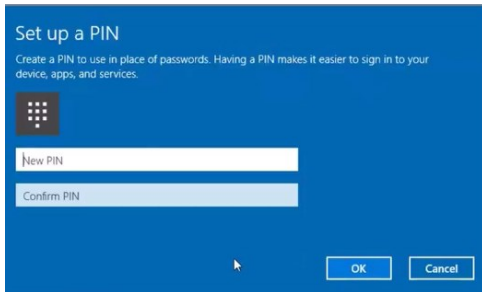 Set up a PIN
Create a PIN to use in place of passwords. Having a PIN makes it easier to sign in to your
device, apps, and services.
New PIN
Confirm PIN
OK
Cancel